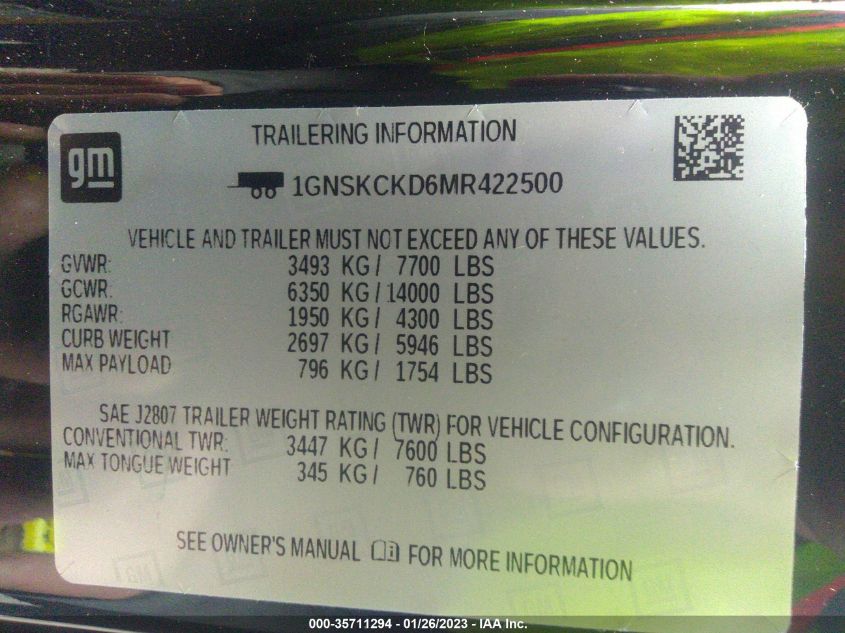 gm
TRAILERING INFORMATION
1GNSKCKD6MR422500
VEHICLE AND TRAILER MUST NOT EXCEED ANY OF THESE VALUES.
GVWR: 3493 KG/ 7700 LBS
GCWR: 6350 KG/14000 LBS
RGAWR: 1950 KG/ 4300 LBS
CURB WEIGHT 2697 KG/ 5946 LBS
MAX PAYLOAD 796 KG/ 1754 LBS
SAE J2807 TRAILER WEIGHT RATING (TWR) FOR VEHICLE CONFIGURATION.
CONVENTIONAL TWR: 3447 KG/ 7600 LBS
MAX TONGUE WEIGHT 345 KG/ 760 LBS
SEE OWNER'S MANUAL FOR MORE INFORMATION
000-35711294 - 01/26/2023 - IAA Inc.